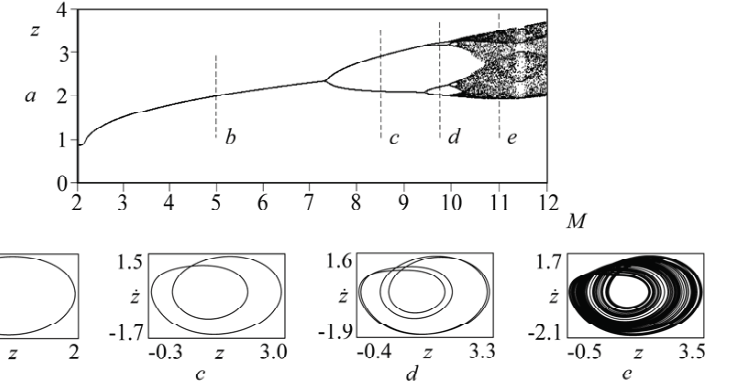 4
z
3
a 2
1
b c d e
0
2 3 4 5 6 7 8 9 10 11 12
M
1.5 1.6 1.7
ż ż ż
-1.7 -1.9 -2.1
z 2 -0.3 z 3.0 -0.4 z 3.3 -0.5 z 3.5
c d e